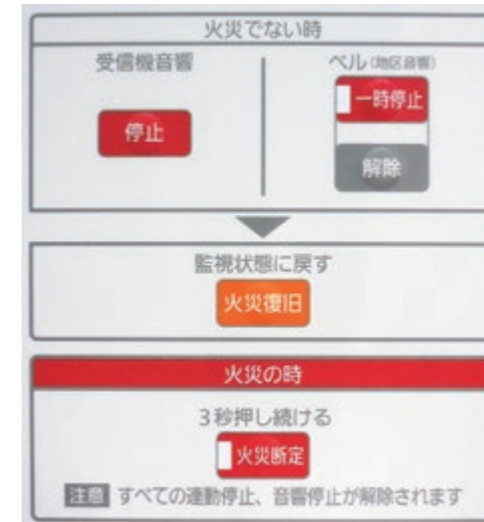 火災でない時
受信機音響
停止
ベル(地区音響)
一時停止
解除
監視状態に戻す
火災復旧
火災の時
3秒押し続ける
火災断定
注意 すべての連動停止、音響停止が解除されます